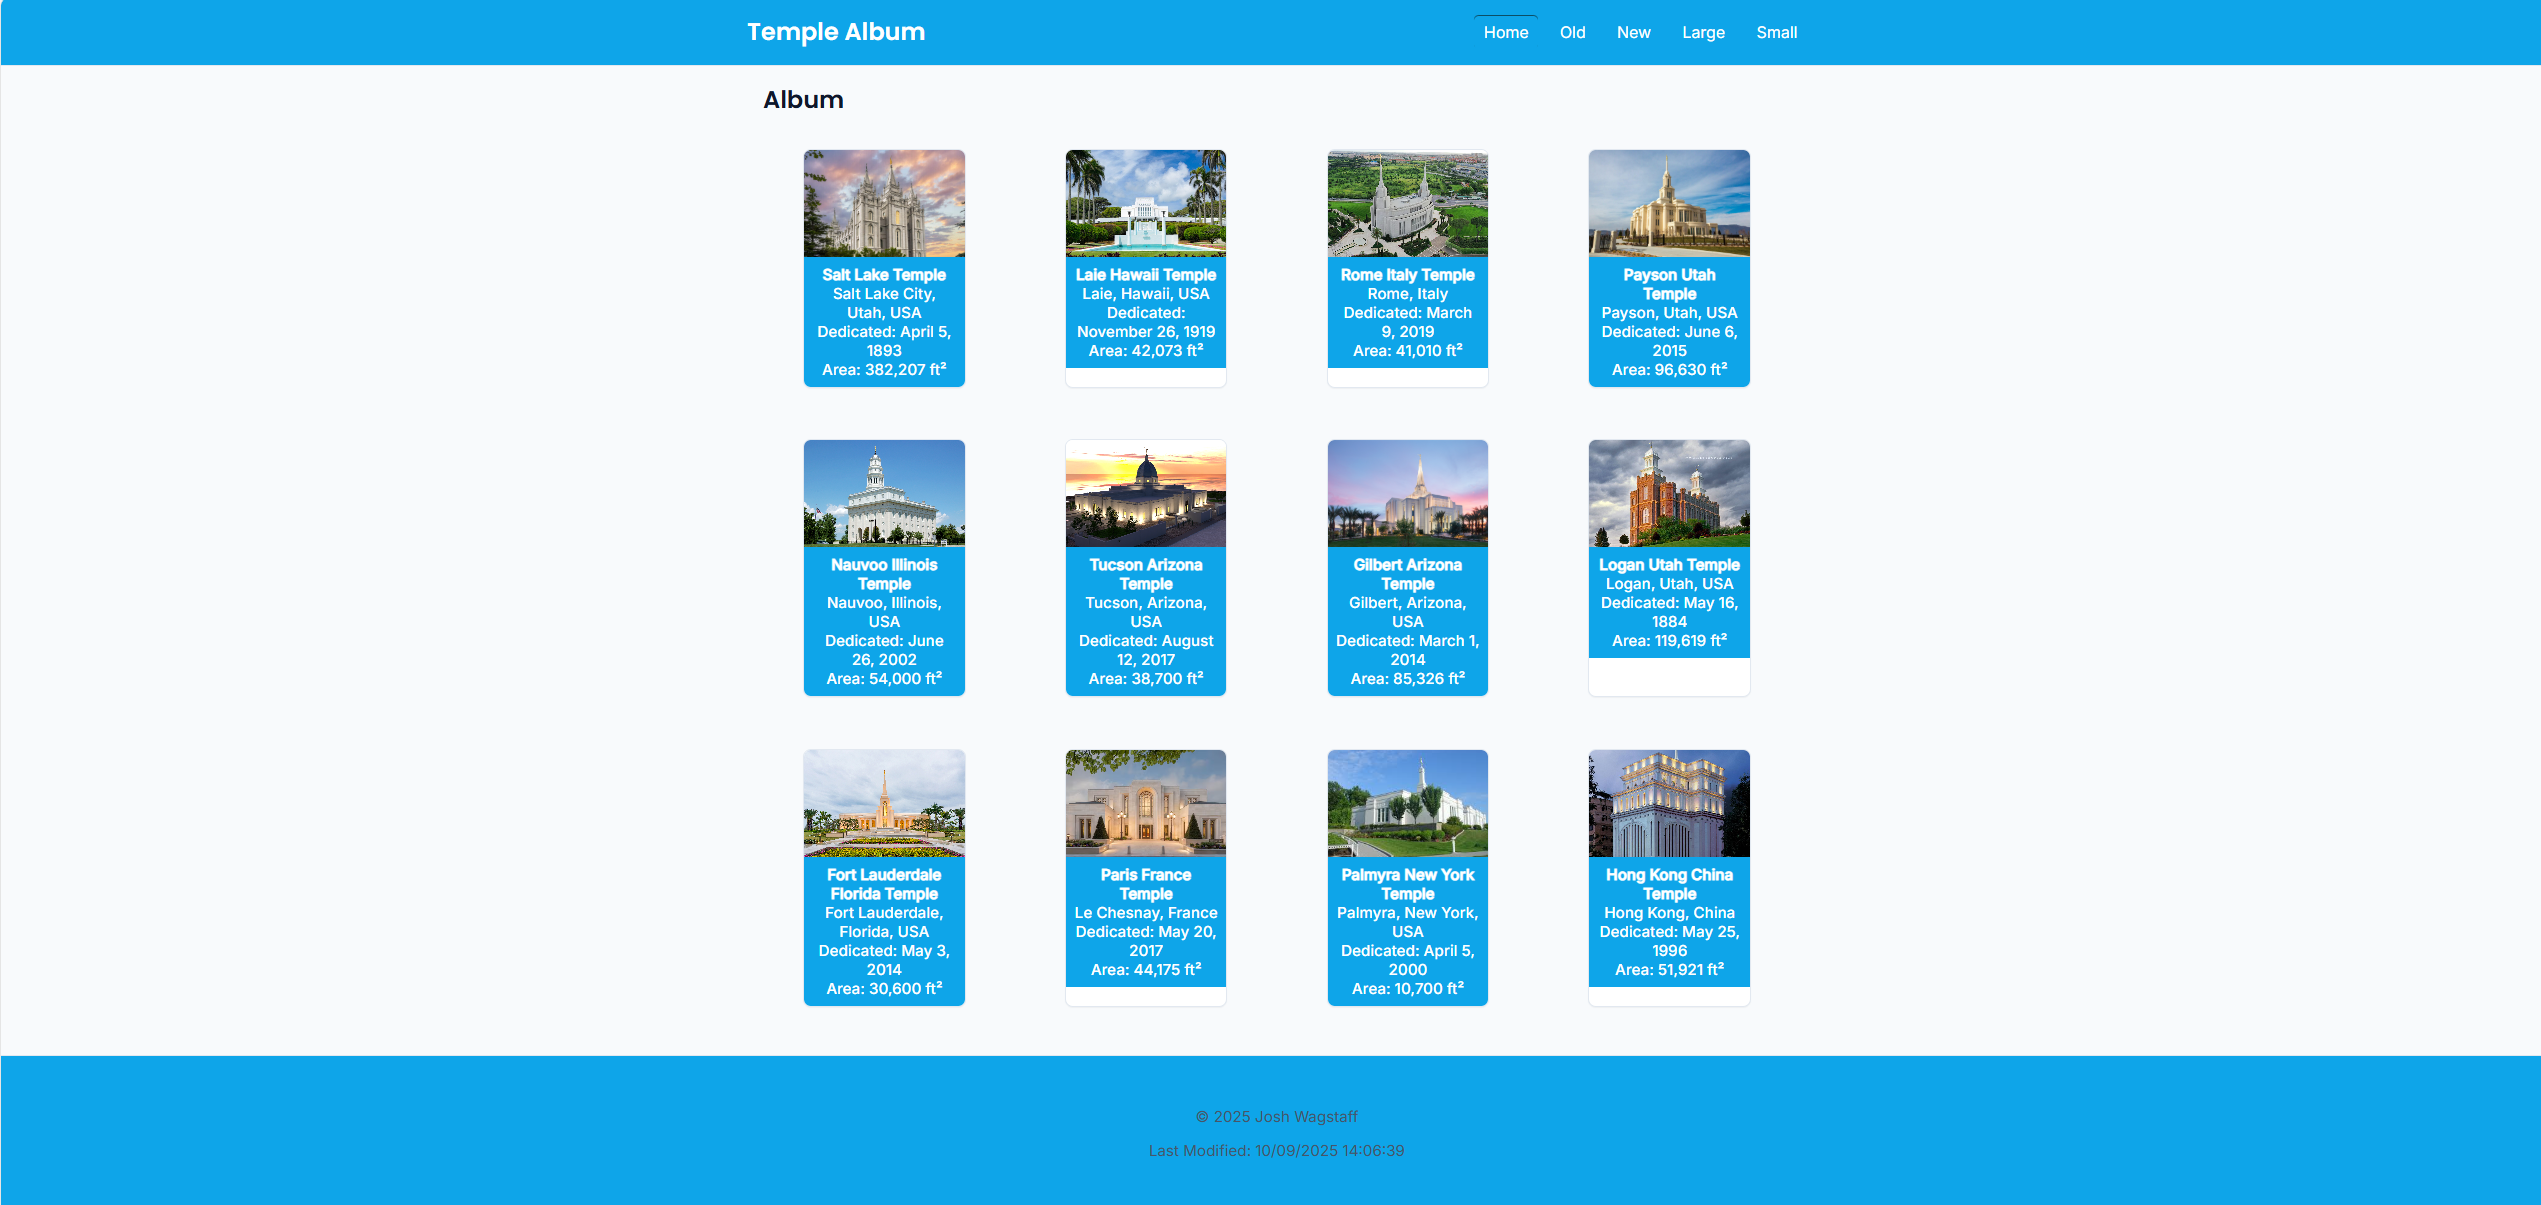 Temple Album
Home Old New Large Small
Album
Salt Lake Temple
Salt Lake City,
Utah, USA
Dedicated: April 5,
1893
Area: 382,207 ft²
Laie Hawaii Temple
Laie, Hawaii, USA
Dedicated:
November 26, 1919
Area: 42,073 ft²
Rome Italy Temple
Rome, Italy
Dedicated: March
9, 2019
Area: 41,010 ft²
Payson Utah
Temple
Payson, Utah, USA
Dedicated: June 6,
2015
Area: 96,630 ft²
Nauvoo Illinois
Temple
Nauvoo, Illinois,
USA
Dedicated: June
26, 2002
Area: 54,000 ft²
Tucson Arizona
Temple
Tucson, Arizona,
USA
Dedicated: August
12, 2017
Area: 38,700 ft²
Gilbert Arizona
Temple
Gilbert, Arizona,
USA
Dedicated: March 1,
2014
Area: 85,326 ft²
Logan Utah Temple
Logan, Utah, USA
Dedicated: May 16,
1884
Area: 119,619 ft²
Fort Lauderdale
Florida Temple
Fort Lauderdale,
Florida, USA
Dedicated: May 3,
2014
Area: 30,600 ft²
Paris France
Temple
Le Chesnay, France
Dedicated: May 20,
2017
Area: 44,175 ft²
Palmyra New York
Temple
Palmyra, New York,
USA
Dedicated: April 5,
2000
Area: 10,700 ft²
Hong Kong China
Temple
Hong Kong, China
Dedicated: May 25,
1996
Area: 51,921 ft²
© 2025 Josh Wagstaff
Last Modified: 10/09/2025 14:06:39